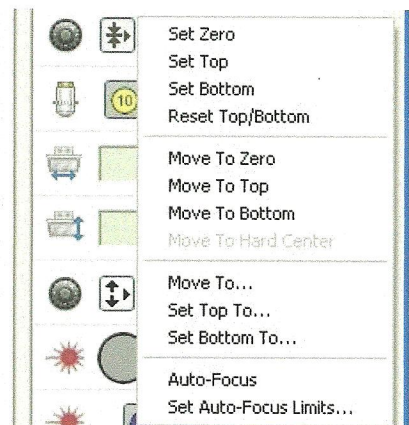 Set Zero
Set Top
Set Bottom
Reset Top/Bottom
10
Move To Zero
Move To Top
Move To Bottom
Move To Hard Center
Move To...
Set Top To...
Set Bottom To...
Auto-Focus
Set Auto-Focus Limits...